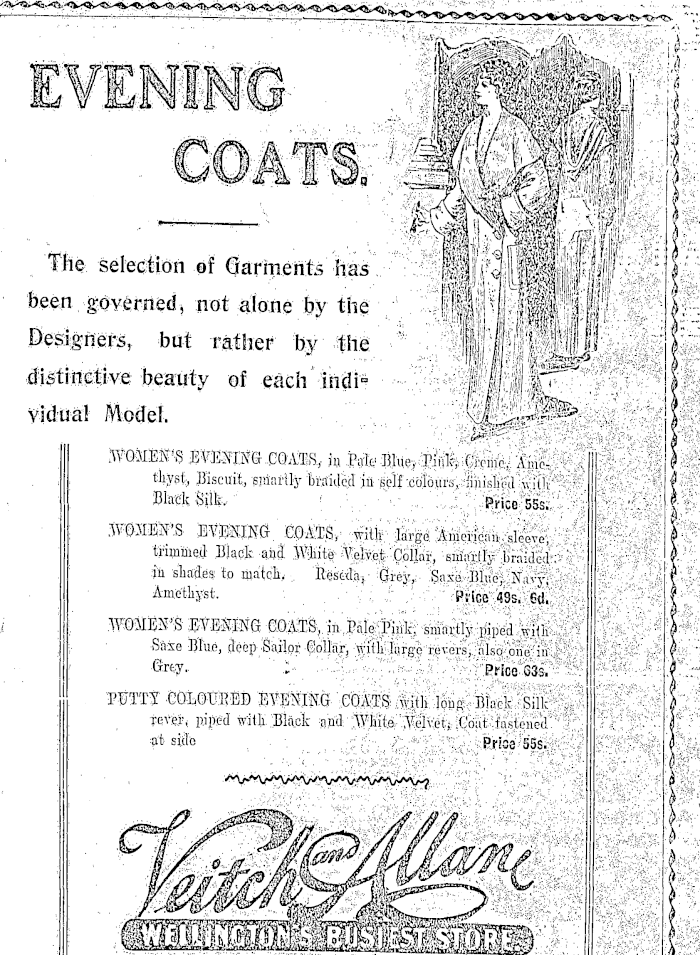 EVENING
COATS.
The selection of Garments has
been governed, not alone by the
Designers, but rather by the
distinctive beauty of each indi-
vidual Model.
WOMEN'S EVENING COATS, in Pale Blue, Pink, Creme, Ame-
thyst, Biscuit, smartly braided in self colours, finished with
Black Silk. Price 55s.
WOMEN'S EVENING COATS, with large American sleeve,
trimmed Black and White Velvet Collar, smartly braided
in shades to match. Reseda, Grey, Saxe Blue, Navy,
Amethyst. Price 49s. 6d.
WOMEN'S EVENING COATS, in Pale Pink, smartly piped with
Saxe Blue, deep Sailor Collar, with large revers, also one in
Grey. Price 63s.
PUTTY COLOURED EVENING COATS with long Black Silk
rever, piped with Black and White Velvet, Coat fastened
at side Price 55s.
Veitch and Allan
WELLINGTON'S BUSIEST STORE.